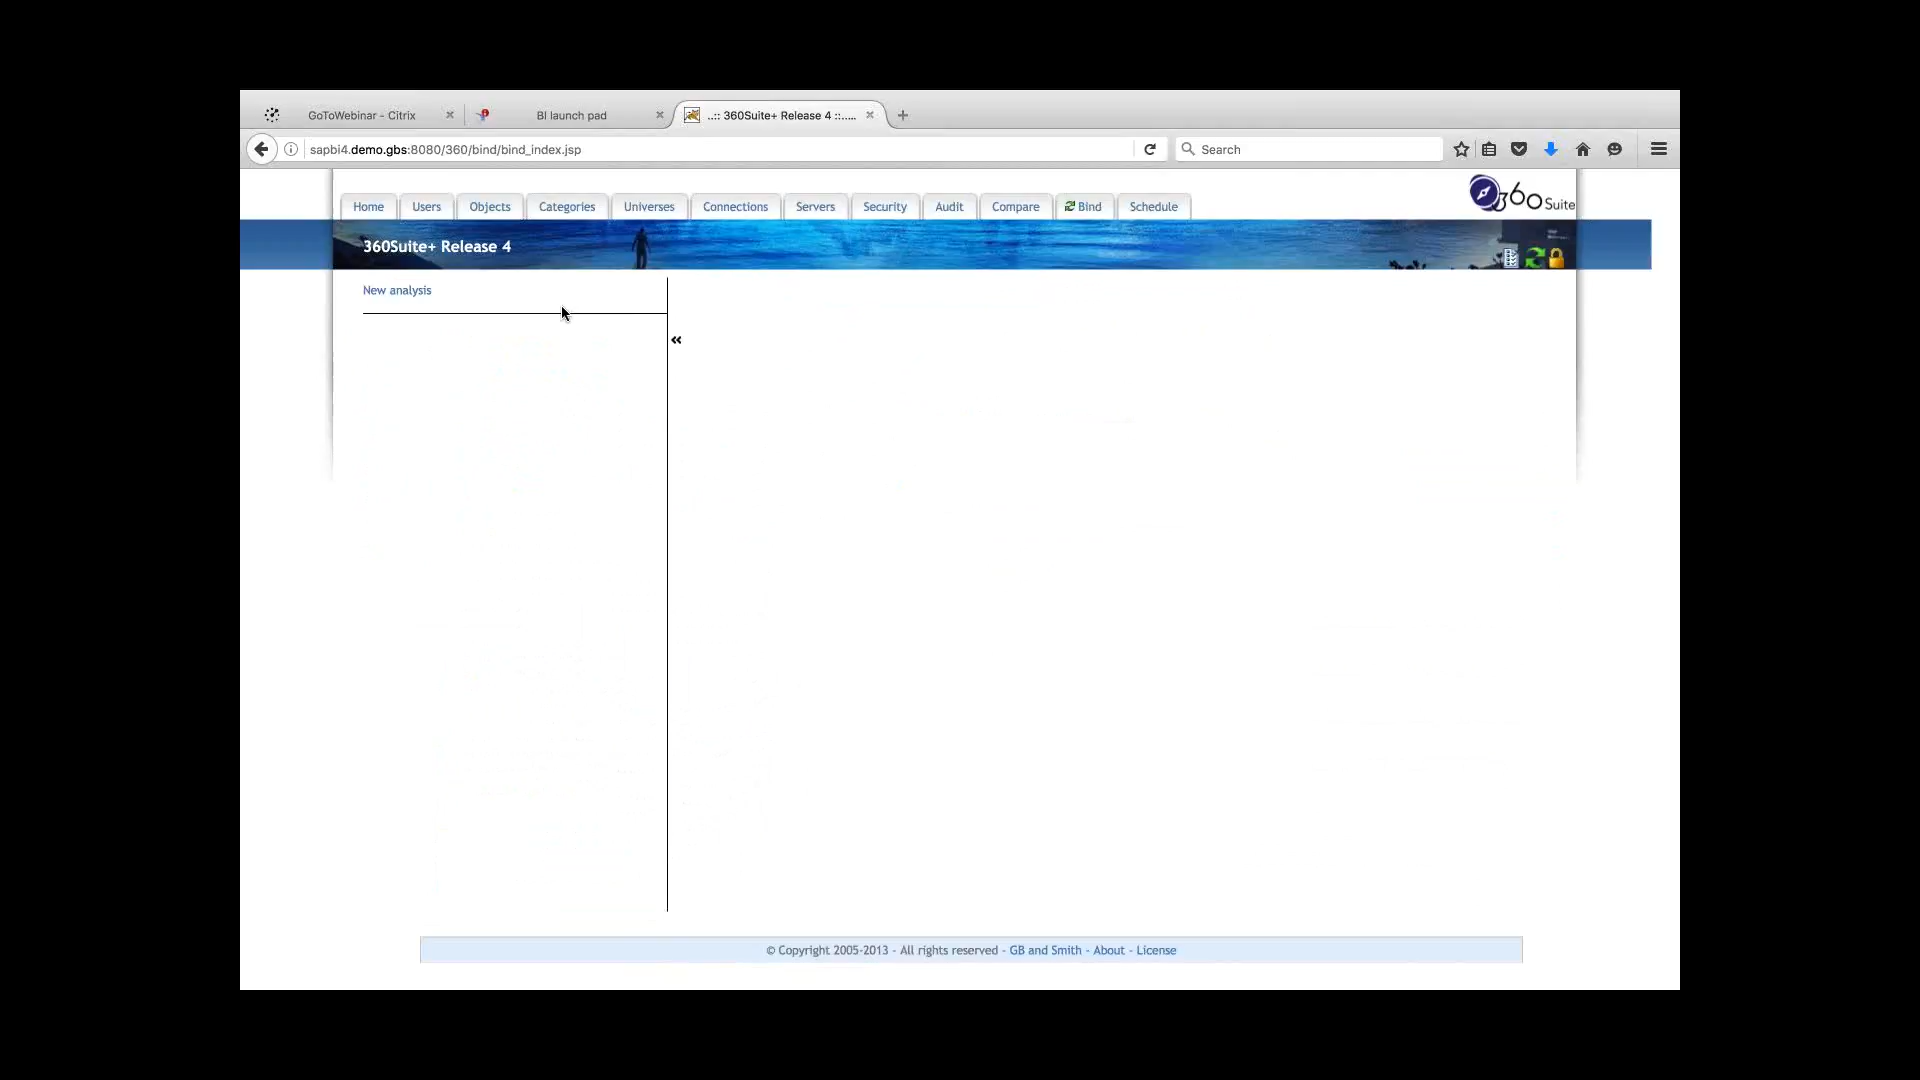 GoToWebinar - Citrix
BI launch pad
..:: 360Suite+ Release 4 ::.....
sapbi4.demo.gbs:8080/360/bind/bind_index.jsp
Search
360Suite
Home
Users
Objects
Categories
Universes
Connections
Servers
Security
Audit
Compare
Bind
Schedule
360Suite+ Release 4
New analysis
«
© Copyright 2005-2013 - All rights reserved - GB and Smith - About - License